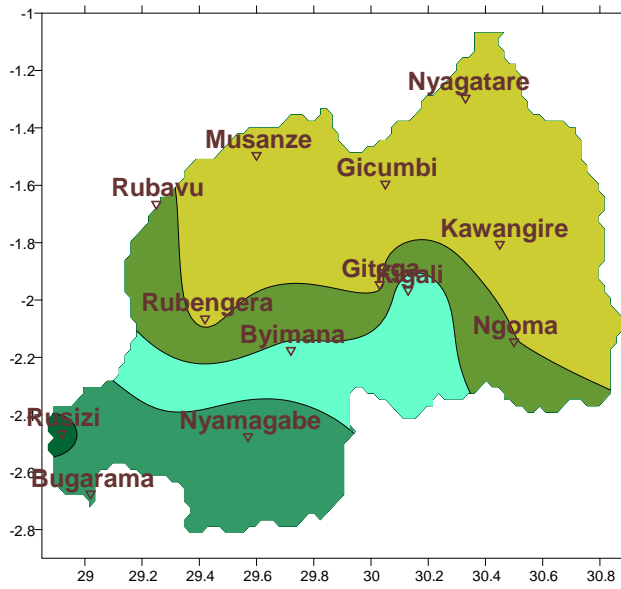 -1
-1.2
Nyagatare
-1.4
Musanze
Gicumbi
-1.6
Rubavu
Kawangire
-1.8
Gitega
Kigali
-2
Rubengera
Byimana
Ngoma
-2.2
-2.4
Rusizi
Nyamagabe
-2.6
Bugarama
-2.8
29 29.2 29.4 29.6 29.8 30 30.2 30.4 30.6 30.8